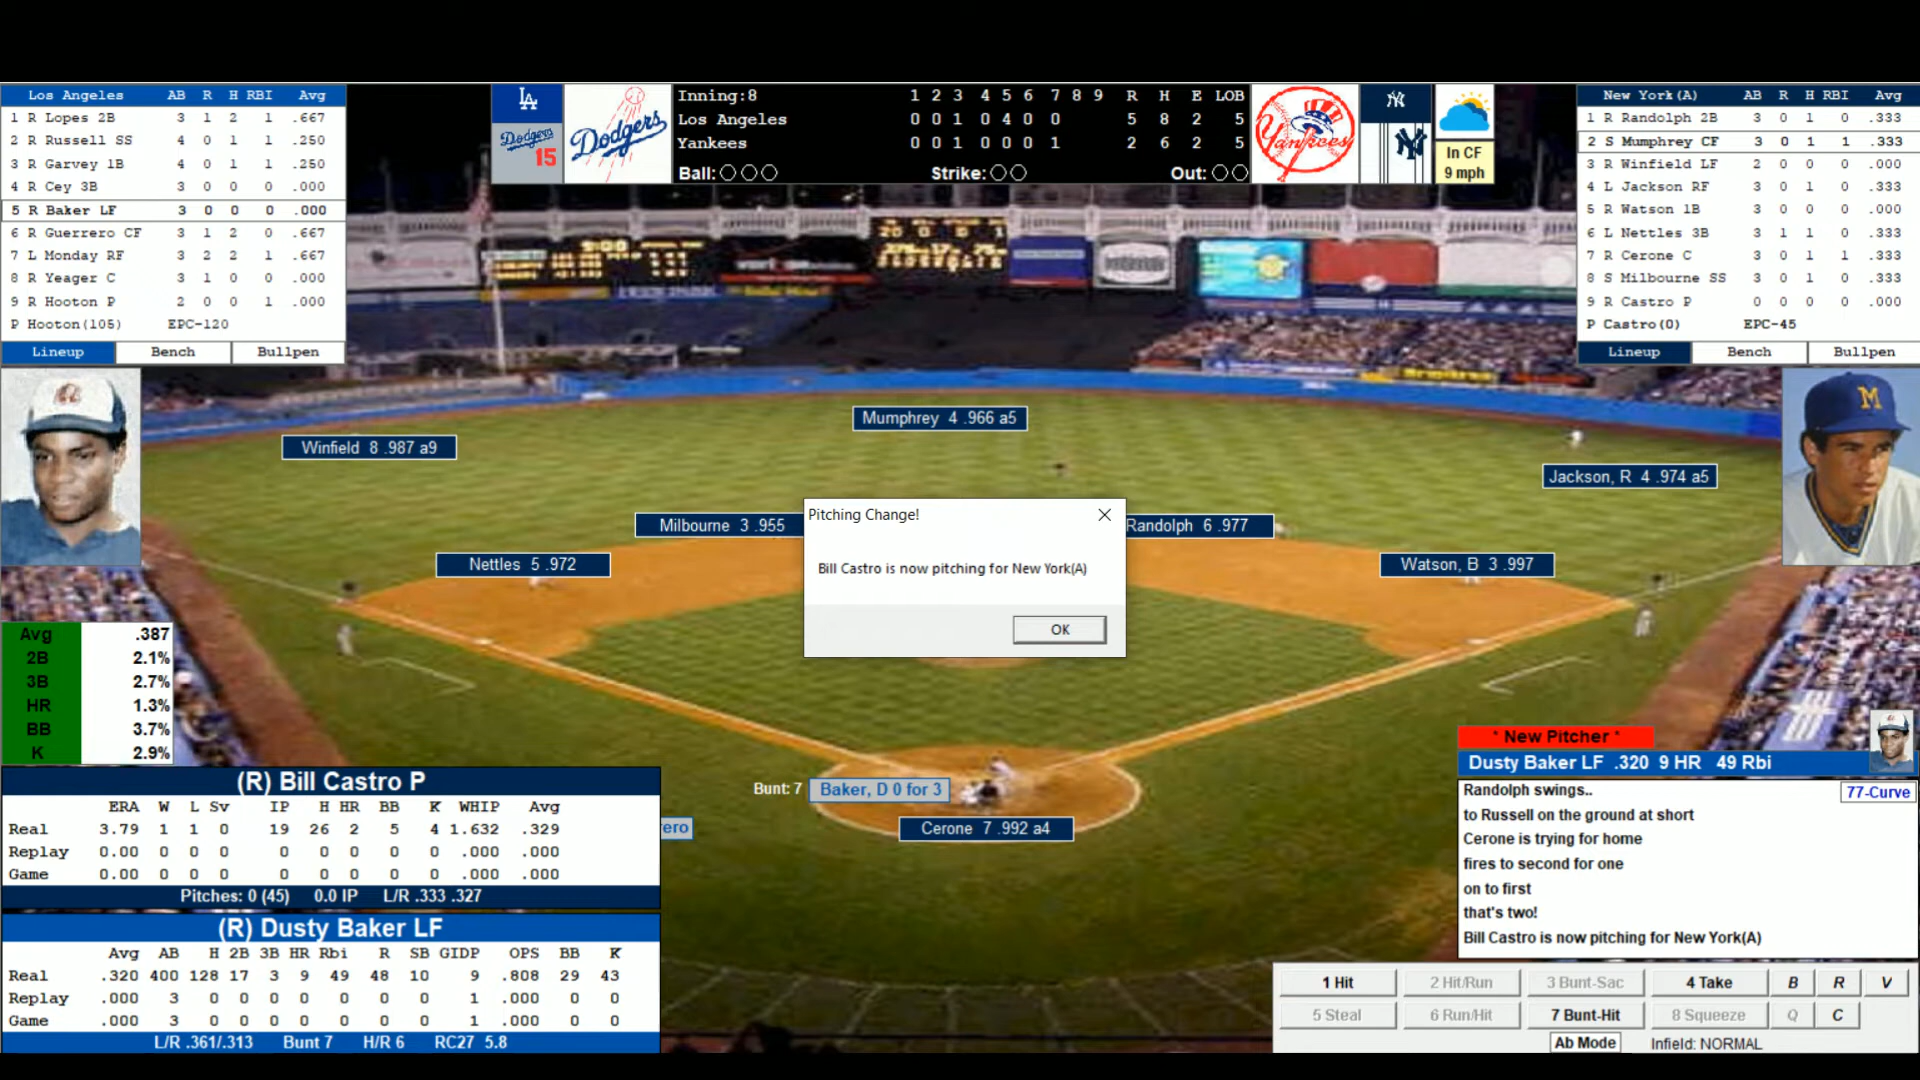 Los Angeles AB R H RBI Avg
1 R Lopes 2B 3 1 2 1 .667
2 R Russell SS 4 0 1 1 .250
3 R Garvey 1B 4 0 1 1 .250
4 R Cey 3B 3 0 0 0 .000
5 R Baker LF 3 0 0 0 .000
6 R Guerrero CF 3 1 2 0 .667
7 L Monday RF 3 2 2 1 .667
8 R Yeager C 3 1 0 0 .000
9 R Hooton P 2 0 0 1 .000
P Hooton(105) EPC-120
Lineup Bench Bullpen
LA
Dodgers
15
Dodgers
Inning:8 1 2 3 4 5 6 7 8 9 R H E LOB
Los Angeles 0 0 1 0 4 0 0 5 8 2 5
Yankees 0 0 1 0 0 0 1 2 6 2 5
Ball: Strike: Out:
Yankees
NY
NY
In CF
9 mph
New York(A) AB R H RBI Avg
1 R Randolph 2B 3 0 1 0 .333
2 S Mumphrey CF 3 0 1 1 .333
3 R Winfield LF 2 0 0 0 .000
4 L Jackson RF 3 0 1 0 .333
5 R Watson 1B 3 0 0 0 .000
6 L Nettles 3B 3 1 1 0 .333
7 R Cerone C 3 0 1 1 .333
8 S Milbourne SS 3 0 1 0 .333
9 R Castro P 0 0 0 0 .000
P Castro(0) EPC-45
Lineup Bench Bullpen
M
Mumphrey 4 .966 a5
Winfield 8 .987 a9
Jackson, R 4 .974 a5
Milbourne 3 .955
Randolph 6 .977
Nettles 5 .972
Watson, B 3 .997
Pitching Change!
Bill Castro is now pitching for New York(A)
OK
Avg .387
2B 2.1%
3B 2.7%
HR 1.3%
BB 3.7%
K 2.9%
(R) Bill Castro P
ERA W L Sv IP H HR BB K WHIP Avg
Real 3.79 1 1 0 19 26 2 5 4 1.632 .329
Replay 0.00 0 0 0 0 0 0 0 0 .000 .000
Game 0.00 0 0 0 0 0 0 0 0 .000 .000
Pitches: 0 (45) 0.0 IP L/R .333 .327
(R) Dusty Baker LF
Avg AB H 2B 3B HR Rbi R SB GIDP OPS BB K
Real .320 400 128 17 3 9 49 48 10 9 .808 29 43
Replay .000 3 0 0 0 0 0 0 0 1 .000 0 0
Game .000 3 0 0 0 0 0 0 0 1 .000 0 0
L/R .361/.313 Bunt 7 H/R 6 RC27 5.8
Bunt: 7
Baker, D 0 for 3
ero
Cerone 7 .992 a4
* New Pitcher *
Dusty Baker LF .320 9 HR 49 Rbi
77-Curve
Randolph swings..
to Russell on the ground at short
Cerone is trying for home
fires to second for one
on to first
that's two!
Bill Castro is now pitching for New York(A)
1 Hit 2 Hit/Run 3 Bunt-Sac 4 Take B R V
5 Steal 6 Run/Hit 7 Bunt-Hit 8 Squeeze Q C
Ab Mode Infield: NORMAL